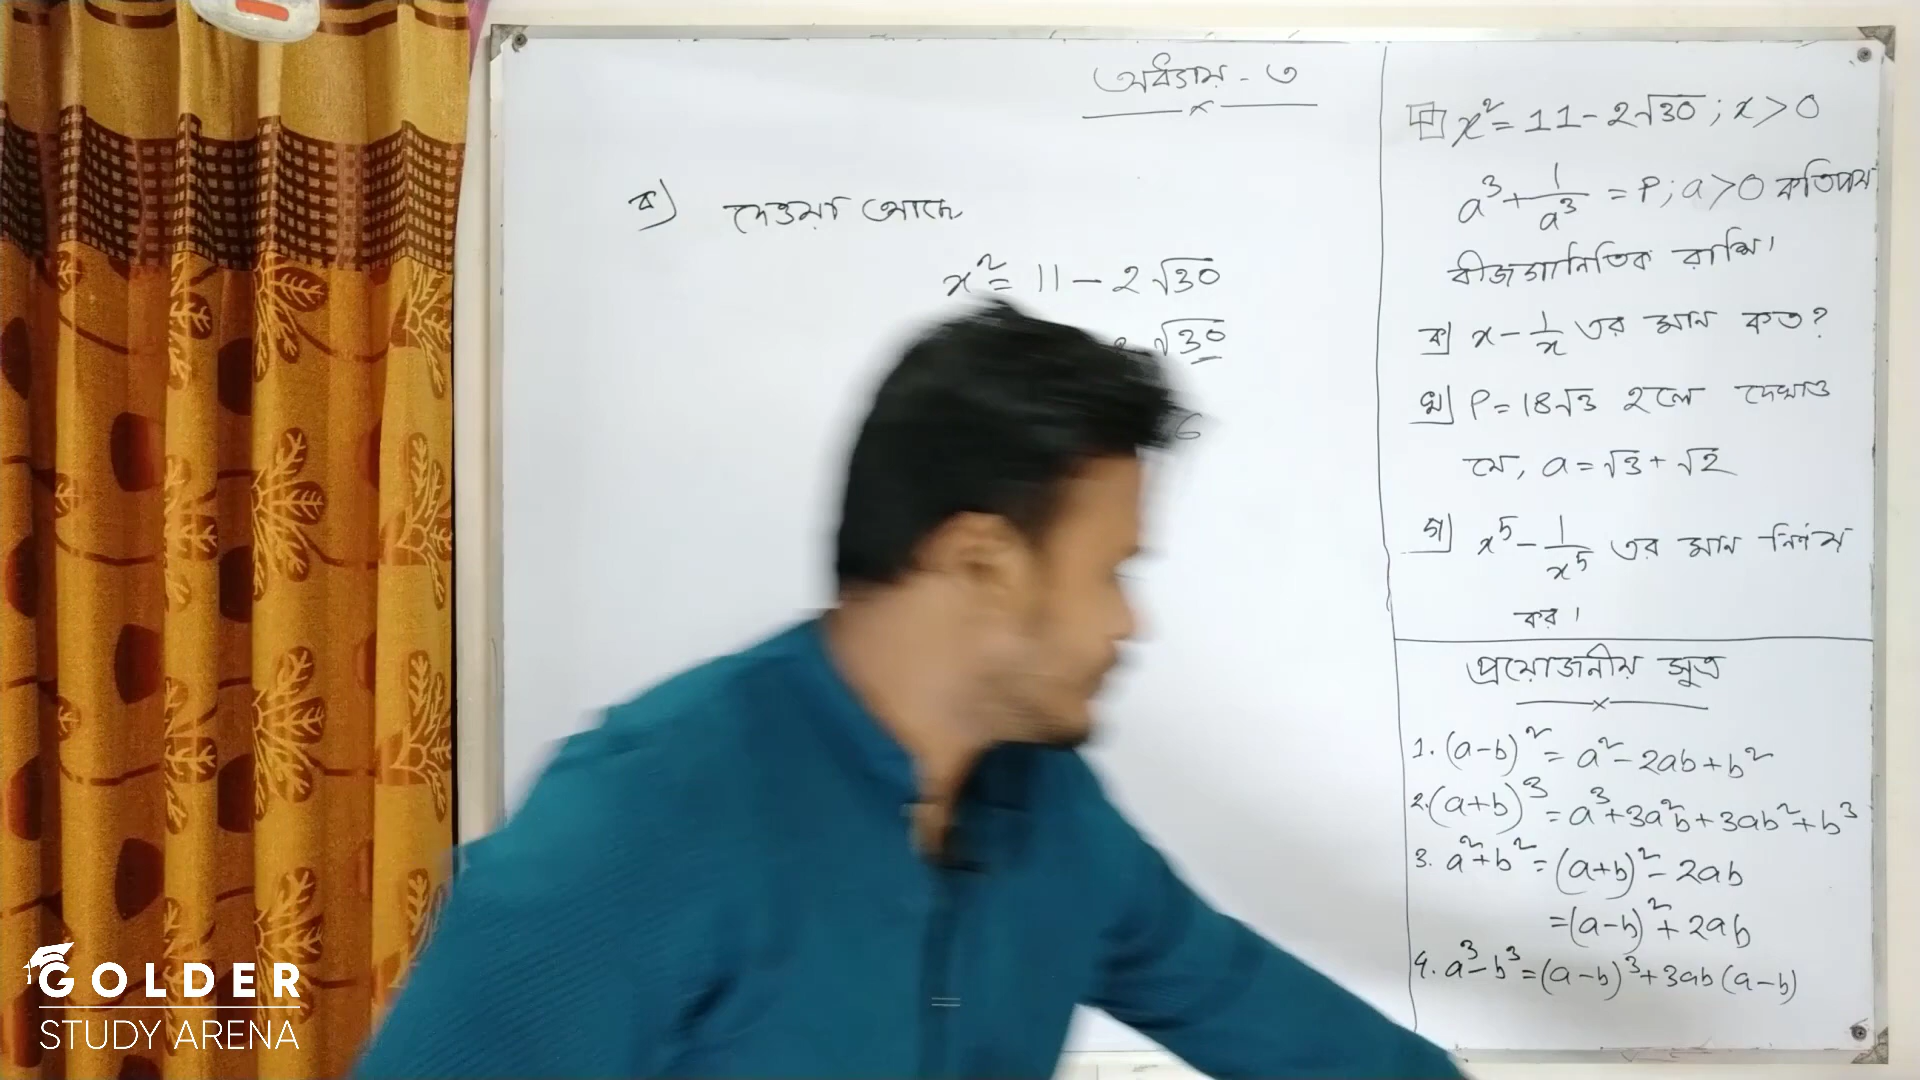 অধ্যায় - ৩
ক) দেওয়া আছে
x² = 11 - 2√30
√30
6
x² = 11 - 2√30 ; x > 0
a³ + 1/a³ = P ; a > 0 কতিপয়
বীজগানিতিক রাশি।
ক) x - 1/x এর মান কত?
খ) P = 18√3 হলে দেখাও
যে, a = √3 + √2
গ) x⁵ - 1/x⁵ এর মান নির্ণয়
কর।
প্রয়োজনীয় সূত্র
1. (a-b)² = a² - 2ab + b²
2. (a+b)³ = a³ + 3a²b + 3ab² + b³
3. a² + b² = (a+b)² - 2ab
= (a-b)² + 2ab
4. a³ - b³ = (a-b)³ + 3ab(a-b)
GOLDER
STUDY ARENA